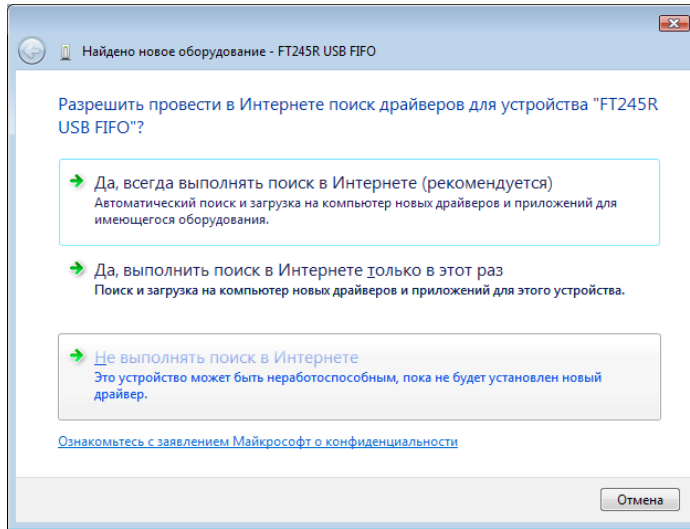 Найдено новое оборудование - FT245R USB FIFO
Разрешить провести в Интернете поиск драйверов для устройства "FT245R
USB FIFO"?
Да, всегда выполнять поиск в Интернете (рекомендуется)
Автоматический поиск и загрузка на компьютер новых драйверов и приложений для
имеющегося оборудования.
Да, выполнить поиск в Интернете только в этот раз
Поиск и загрузка на компьютер новых драйверов и приложений для этого устройства.
Не выполнять поиск в Интернете
Это устройство может быть неработоспособным, пока не будет установлен новый
драйвер.
Ознакомьтесь с заявлением Майкрософт о конфиденциальности
Отмена